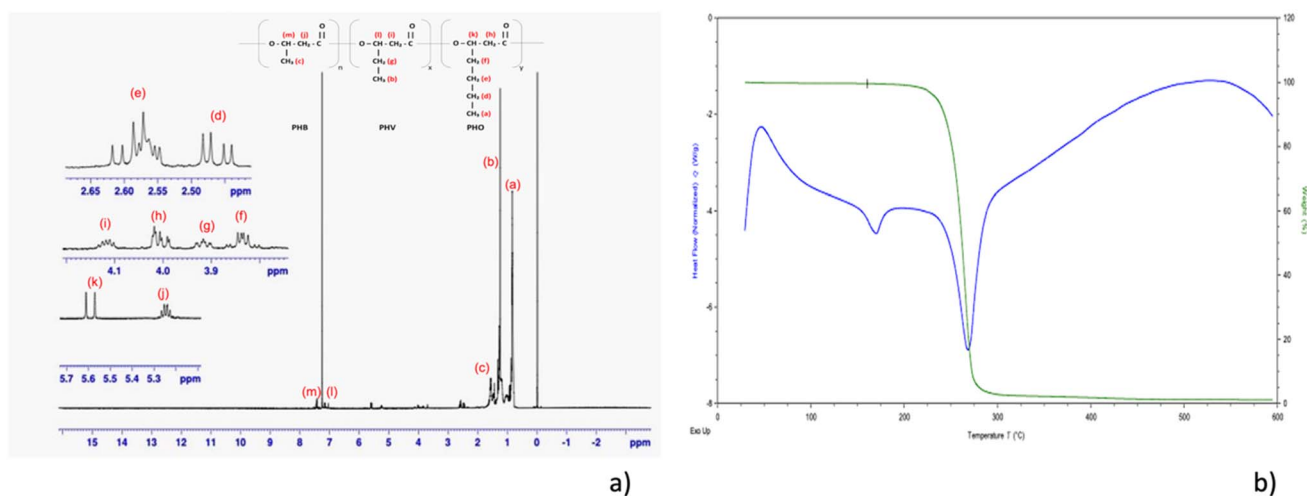 (m) (j) O
O CH CH₂ C
CH₃ (c)
n
(l) (i) O
O CH CH₂ C
CH₂ (g)
CH₃ (b)
x
(k) (h) O
O CH CH₂ C
CH₂ (f)
CH₂ (e)
CH₂ (d)
CH₃ (a)
y
PHB PHV PHO
(e)
(d)
2.65 2.60 2.55 2.50 ppm
(i) (h) (g) (f)
4.1 4.0 3.9 ppm
(k) (j)
5.7 5.6 5.5 5.4 5.3 ppm
(b)
(a)
(c)
(m) (l)
15 14 13 12 11 10 9 8 7 6 5 4 3 2 1 0 -1 -2 ppm
a)
0
-2
-4
-6
-8
Heat Flow (Normalized) Q (W/g)
120
100
80
60
40
20
0
Weight (%)
0 100 200 300 400 500 600
Exo Up
Temperature T (°C)
b)